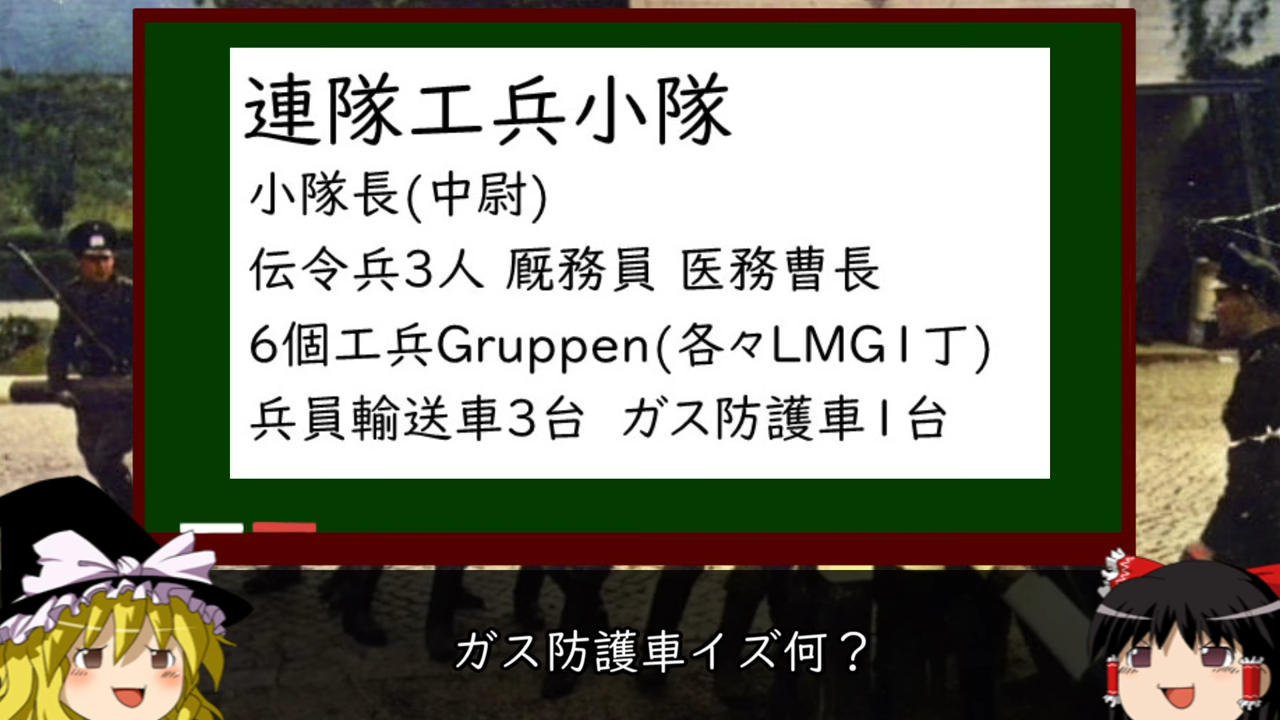 連隊工兵小隊
小隊長(中尉)
伝令兵3人 厩務員 医務曹長
6個工兵Gruppen(各々LMG1丁)
兵員輸送車3台 ガス防護車1台
ガス防護車イズ何？